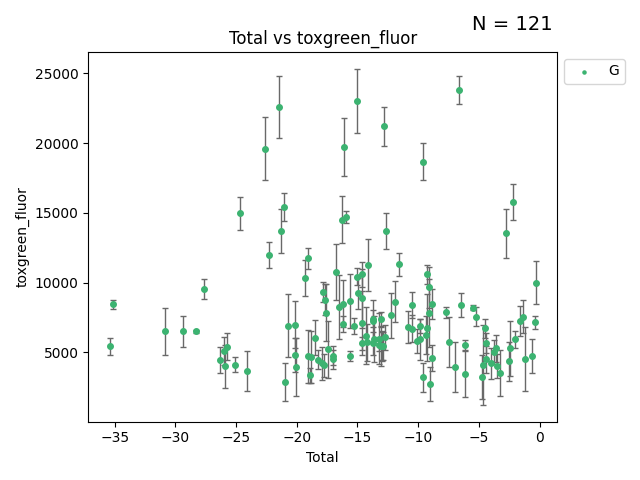 N = 121
Total vs toxgreen_fluor
G
toxgreen_fluor
25000
20000
15000
10000
5000
−35 −30 −25 −20 −15 −10 −5 0
Total